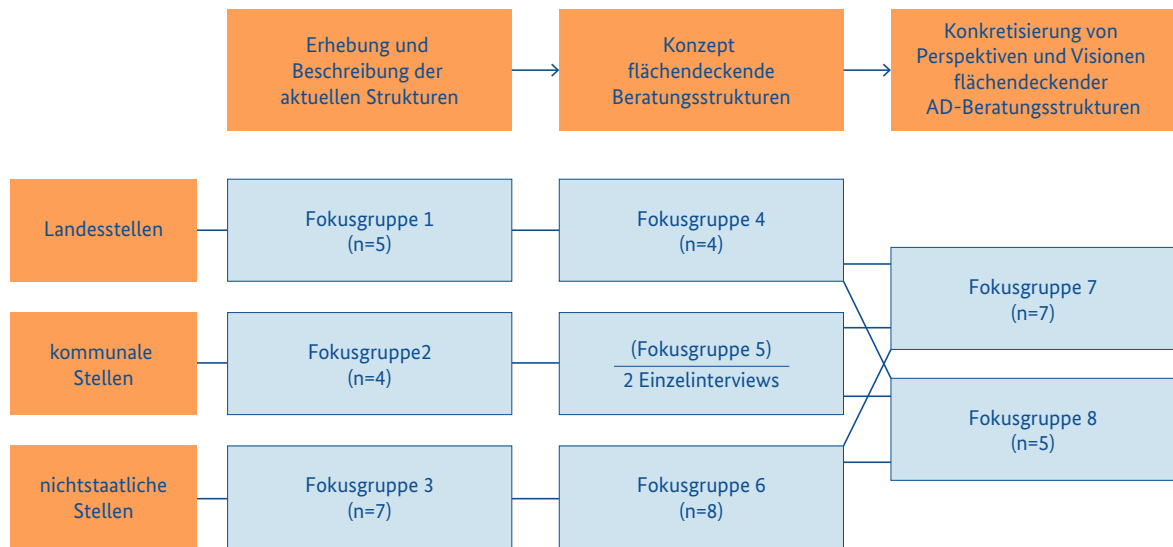 Erhebung und
Beschreibung der
aktuellen Strukturen
Konzept
flächendeckende
Beratungsstrukturen
Konkretisierung von
Perspektiven und Visionen
flächendeckender
AD-Beratungsstrukturen
Landesstellen
Fokusgruppe 1
(n=5)
Fokusgruppe 4
(n=4)
Fokusgruppe 7
(n=7)
kommunale
Stellen
Fokusgruppe2
(n=4)
(Fokusgruppe 5)
2 Einzelinterviews
Fokusgruppe 8
(n=5)
nichtstaatliche
Stellen
Fokusgruppe 3
(n=7)
Fokusgruppe 6
(n=8)